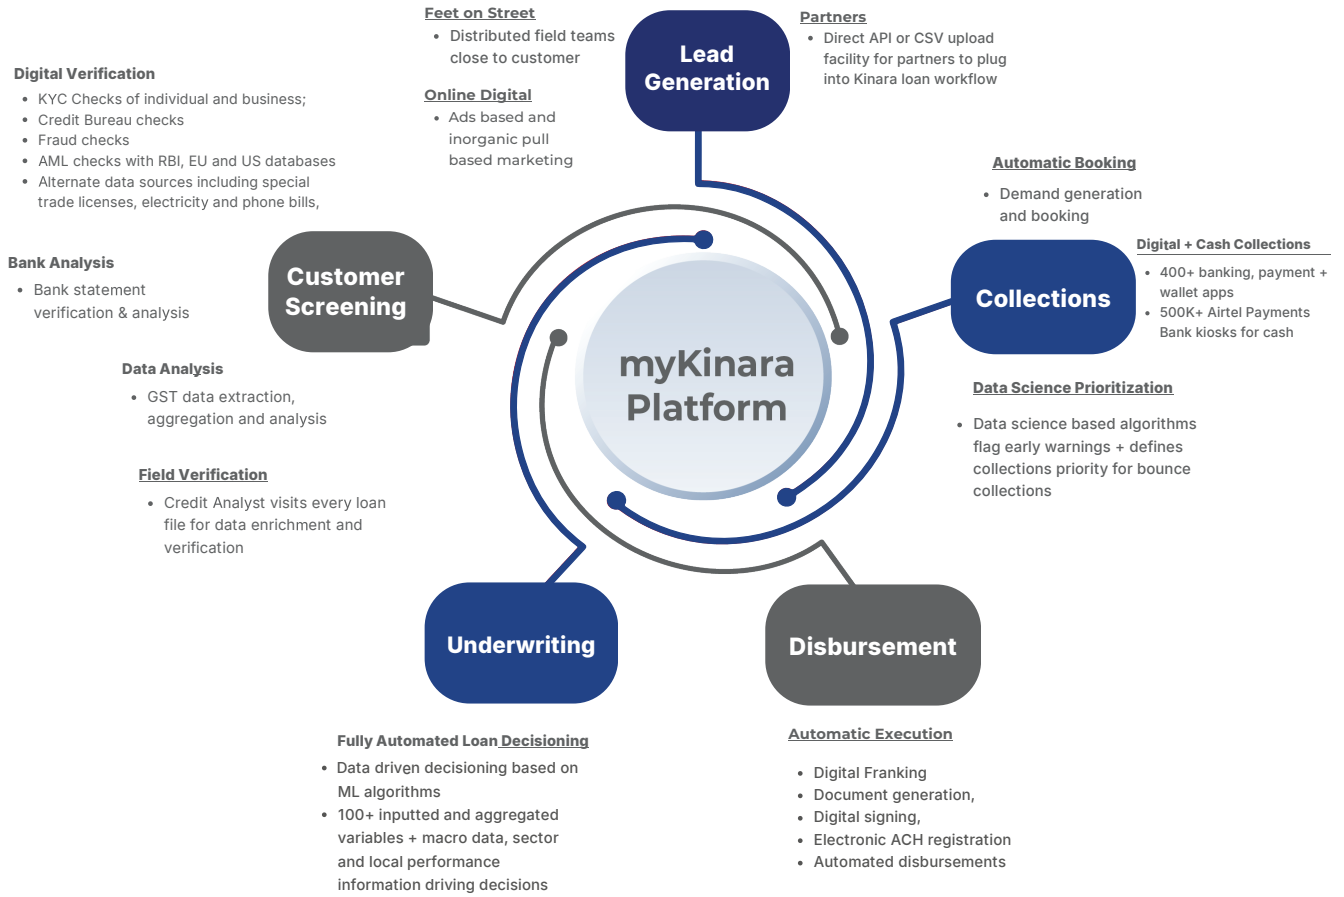 Feet on Street
• Distributed field teams
close to customer
Online Digital
• Ads based and
inorganic pull
based marketing
Lead
Generation
Partners
• Direct API or CSV upload
facility for partners to plug
into Kinara loan workflow
Digital Verification
• KYC Checks of individual and business;
• Credit Bureau checks
• Fraud checks
• AML checks with RBI, EU and US databases
• Alternate data sources including special
trade licenses, electricity and phone bills,
Customer
Screening
Bank Analysis
• Bank statement
verification & analysis
Data Analysis
• GST data extraction,
aggregation and analysis
Field Verification
• Credit Analyst visits every loan
file for data enrichment and
verification
myKinara
Platform
Automatic Booking
• Demand generation
and booking
Collections
Digital + Cash Collections
• 400+ banking, payment +
wallet apps
• 500K+ Airtel Payments
Bank kiosks for cash
Data Science Prioritization
• Data science based algorithms
flag early warnings + defines
collections priority for bounce
collections
Underwriting
Fully Automated Loan Decisioning
• Data driven decisioning based on
ML algorithms
• 100+ inputted and aggregated
variables + macro data, sector
and local performance
information driving decisions
Disbursement
Automatic Execution
• Digital Franking
• Document generation,
• Digital signing,
• Electronic ACH registration
• Automated disbursements